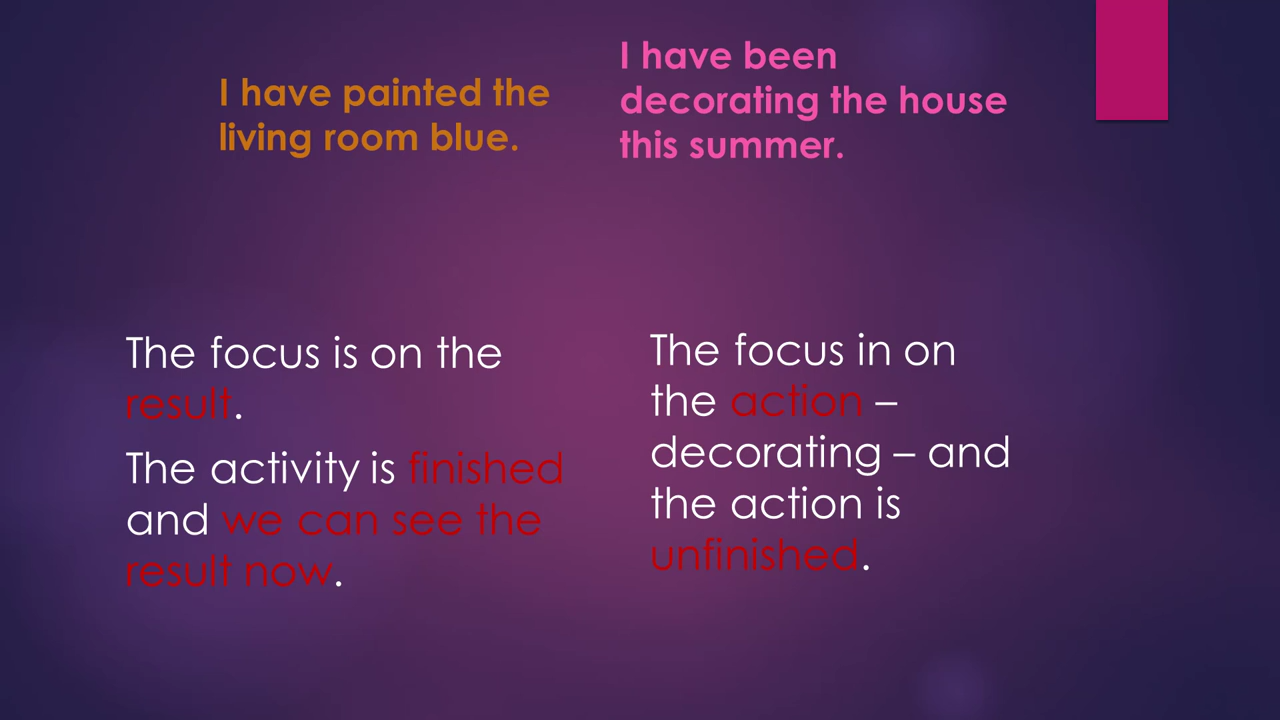 I have painted the
living room blue.
I have been
decorating the house
this summer.
The focus is on the
result.
The activity is finished
and we can see the
result now.
The focus in on
the action –
decorating – and
the action is
unfinished.